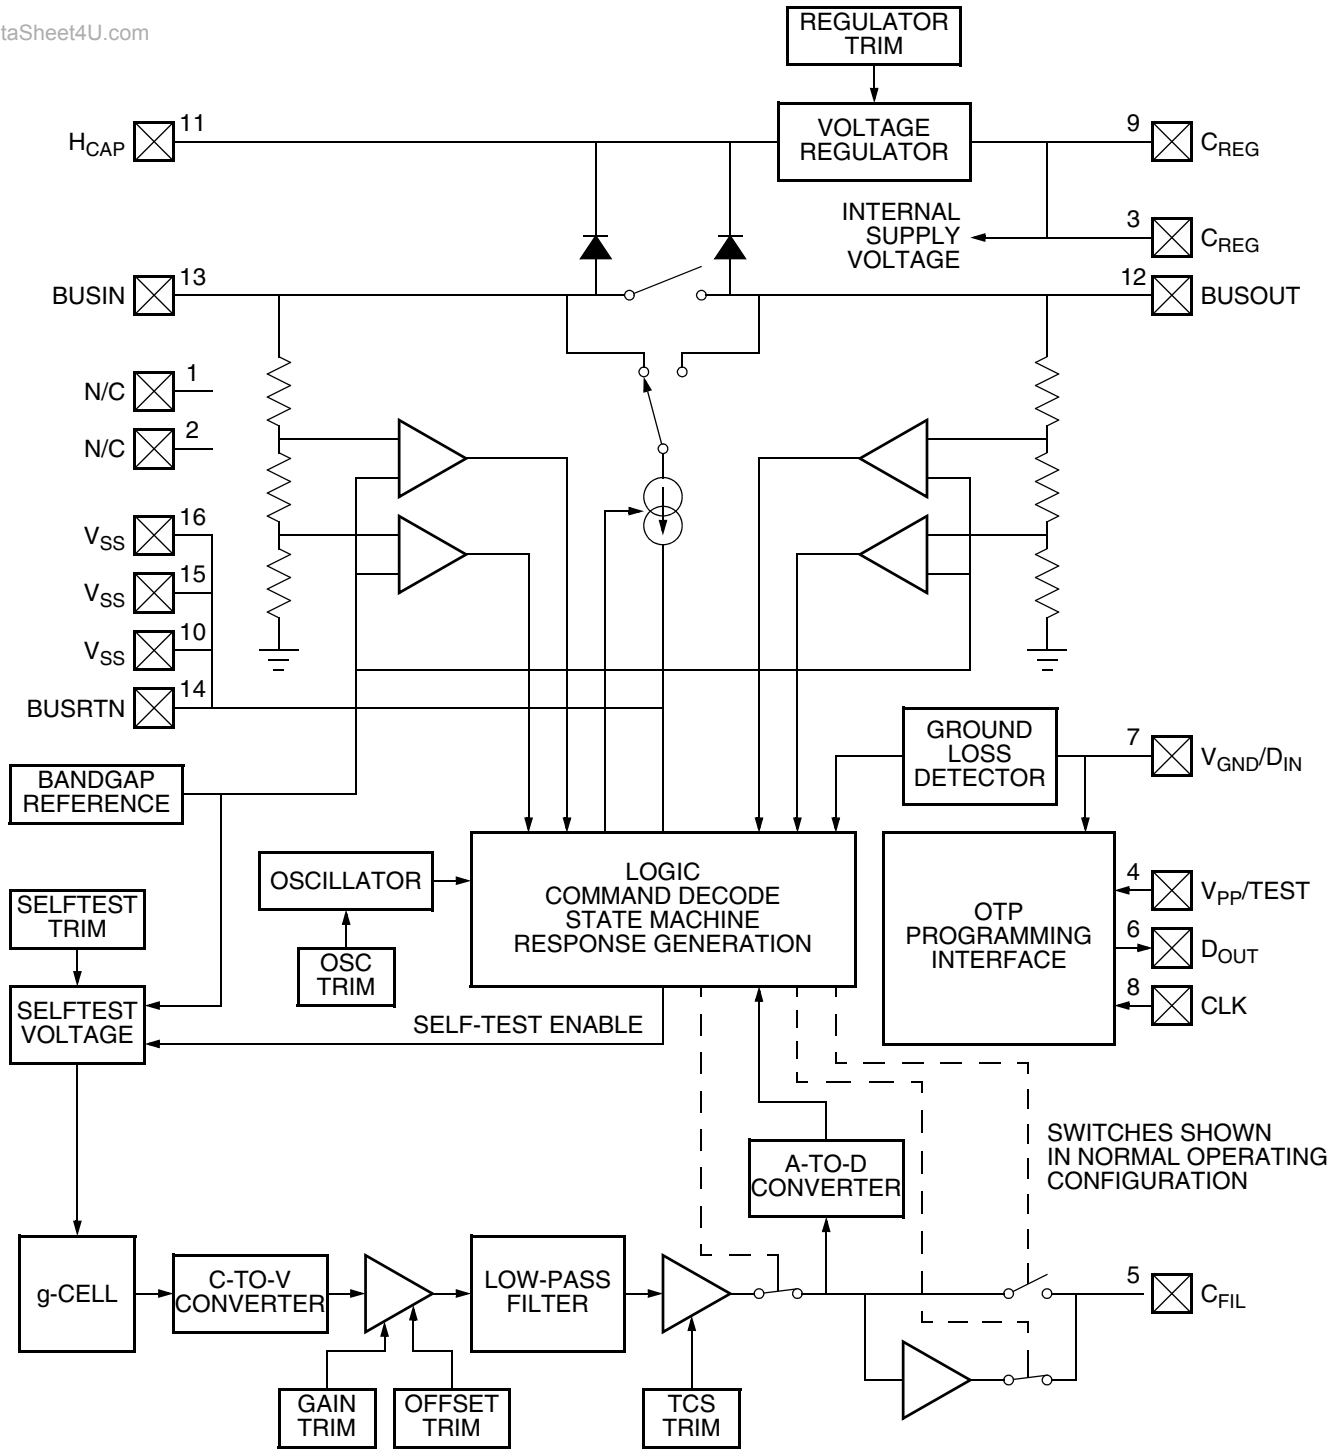 taSheet4U.com
REGULATOR
TRIM
HCAP
11
VOLTAGE
REGULATOR
9
CREG
INTERNAL
SUPPLY
VOLTAGE
3
CREG
BUSIN
13
12
BUSOUT
N/C
1
N/C
2
VSS
16
VSS
15
VSS
10
BUSRTN
14
GROUND
LOSS
DETECTOR
7
VGND/DIN
BANDGAP
REFERENCE
OSCILLATOR
OSC
TRIM
LOGIC
COMMAND DECODE
STATE MACHINE
RESPONSE GENERATION
OTP
PROGRAMMING
INTERFACE
4
VPP/TEST
6
DOUT
8
CLK
SELFTEST
TRIM
SELFTEST
VOLTAGE
SELF-TEST ENABLE
A-TO-D
CONVERTER
SWITCHES SHOWN
IN NORMAL OPERATING
CONFIGURATION
g-CELL
C-TO-V
CONVERTER
LOW-PASS
FILTER
5
CFIL
GAIN
TRIM
OFFSET
TRIM
TCS
TRIM